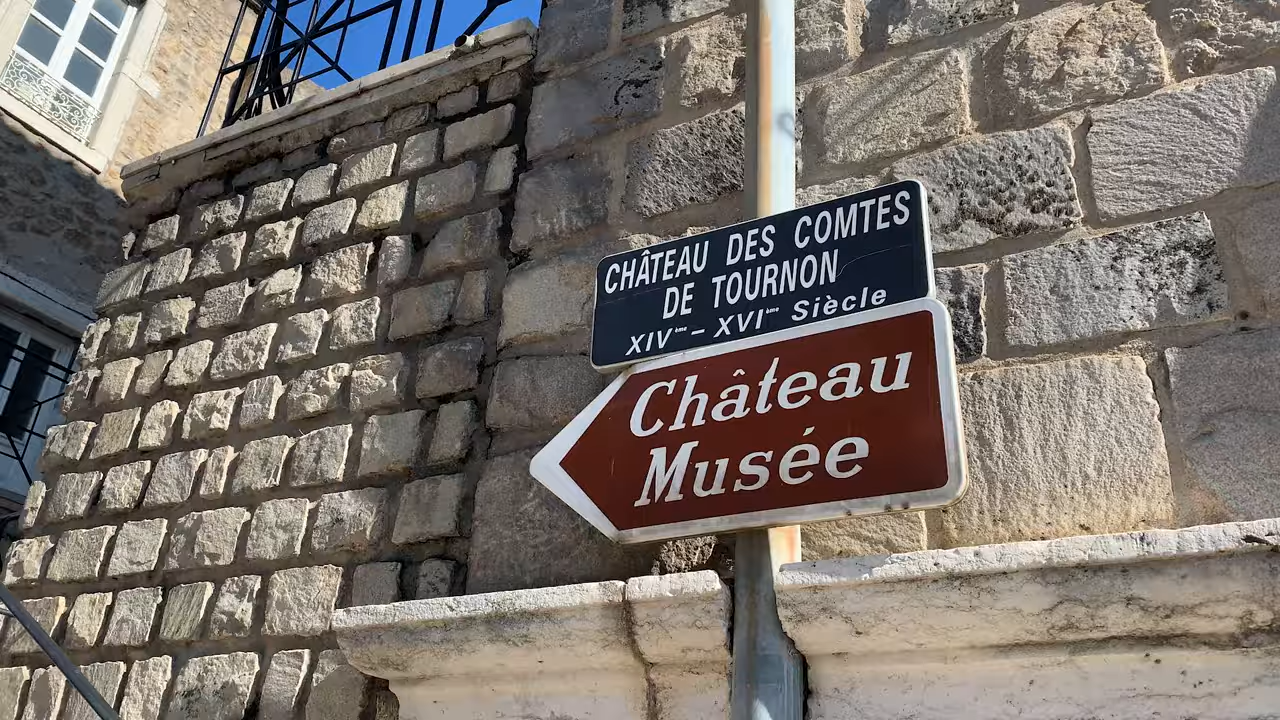 CHÂTEAU DES COMTES
DE TOURNON
XIVème – XVIème Siècle
Château
Musée